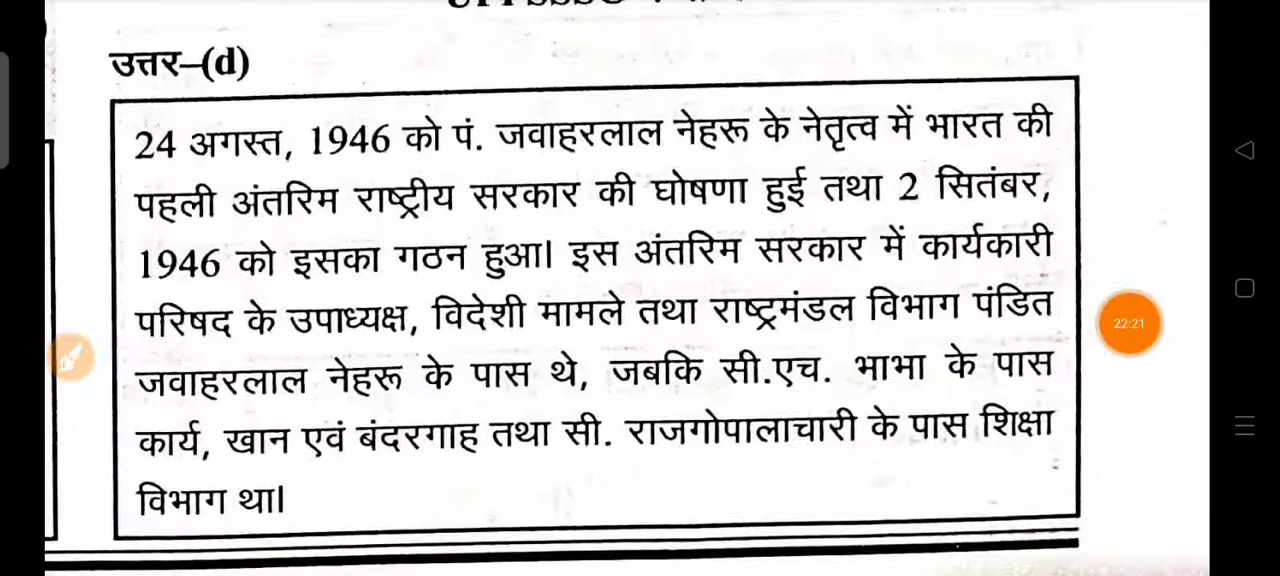 उत्तर–(d)
24 अगस्त, 1946 को पं. जवाहरलाल नेहरू के नेतृत्व में भारत की
पहली अंतरिम राष्ट्रीय सरकार की घोषणा हुई तथा 2 सितंबर,
1946 को इसका गठन हुआ। इस अंतरिम सरकार में कार्यकारी
परिषद के उपाध्यक्ष, विदेशी मामले तथा राष्ट्रमंडल विभाग पंडित
जवाहरलाल नेहरू के पास थे, जबकि सी.एच. भाभा के पास
कार्य, खान एवं बंदरगाह तथा सी. राजगोपालाचारी के पास शिक्षा
विभाग था।
22:21